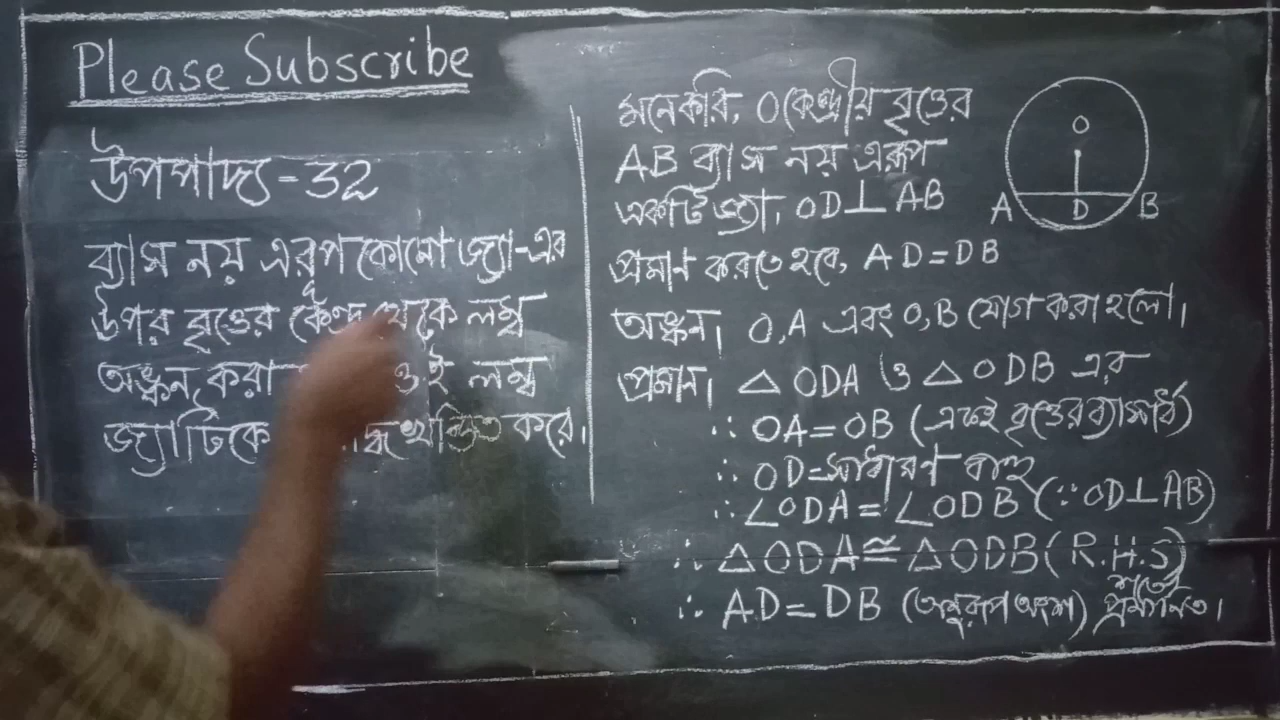 Please Subscribe
উপপাদ্য-32
ব্যাস নয় এরূপ কোনো জ্যা-এর
উপর বৃত্তের কেন্দ্র থেকে লম্ব
অঙ্কন করা ওই লম্ব
জ্যাটিকে দ্বিখন্ডিত করে।
মনেকরি, O কেন্দ্রীয় বৃত্তের
AB ব্যাস নয় এরূপ
একটি জ্যা, OD⊥AB
প্রমাণ করতে হবে, AD=DB
অঙ্কন। O,A এবং O,B যোগ করা হলো।
প্রমান। △ODA ও △ODB এর
∴ OA=OB (একই বৃত্তের ব্যাসার্ধ)
∴ OD=সাধারণ বাহু
∴ ∠ODA=∠ODB (∵ OD⊥AB)
∴ △ODA≅△ODB (R.H.S)
শর্তে
∴ AD=DB (অনুরূপ অংশ) প্রমানিত।
O
A D B